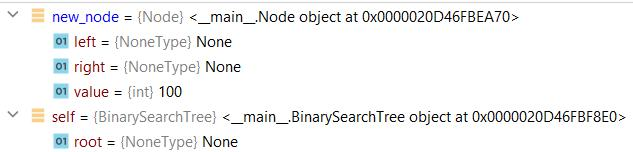 new_node = {Node} <__main__.Node object at 0x0000020D46FBEA70>
01 left = {NoneType} None
01 right = {NoneType} None
01 value = {int} 100
self = {BinarySearchTree} <__main__.BinarySearchTree object at 0x0000020D46FBF8E0>
01 root = {NoneType} None